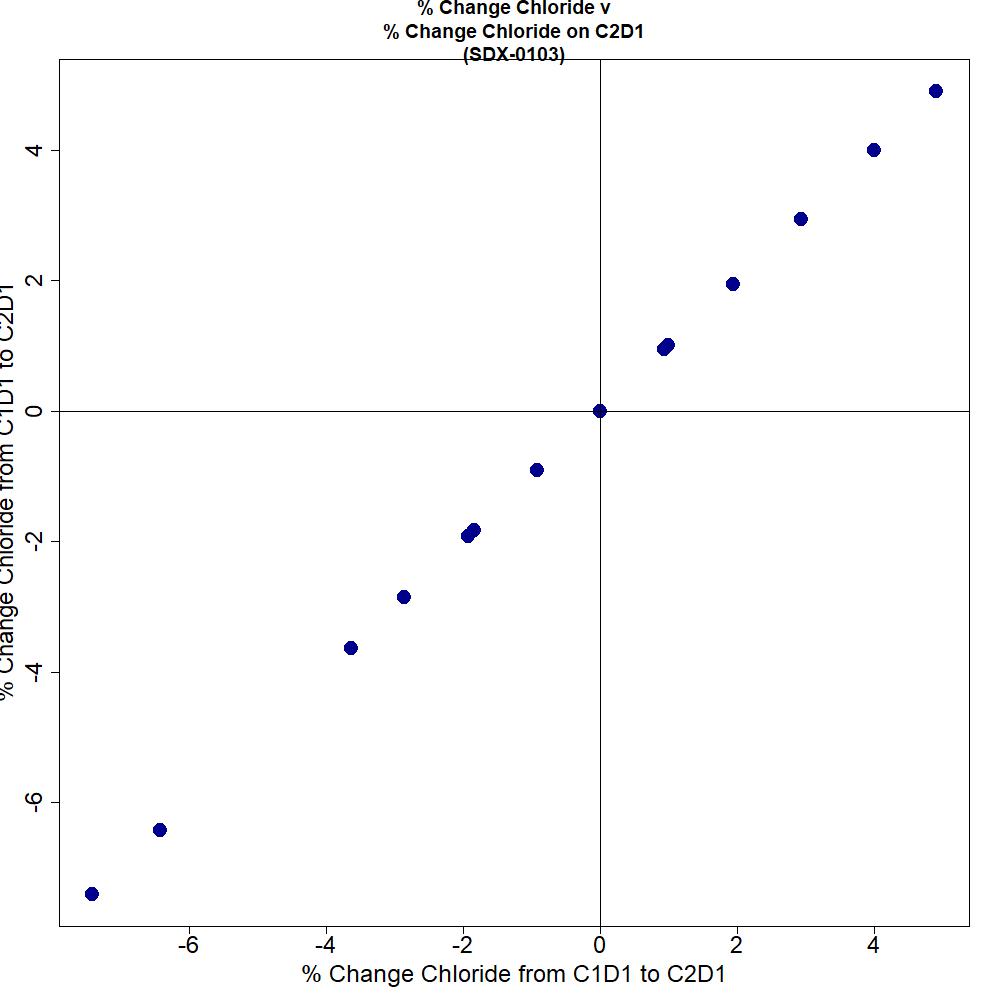 % Change Chloride v
% Change Chloride on C2D1
(SDX-0103)
% Change Chloride from C1D1 to C2D1
4
2
0
-2
-4
-6
-6
-4
-2
0
2
4
% Change Chloride from C1D1 to C2D1